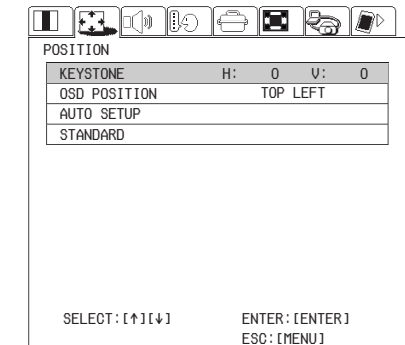 POSITION
KEYSTONE H: 0 V: 0
OSD POSITION TOP LEFT
AUTO SETUP
STANDARD
SELECT:[↑][↓] ENTER:[ENTER]
ESC:[MENU]